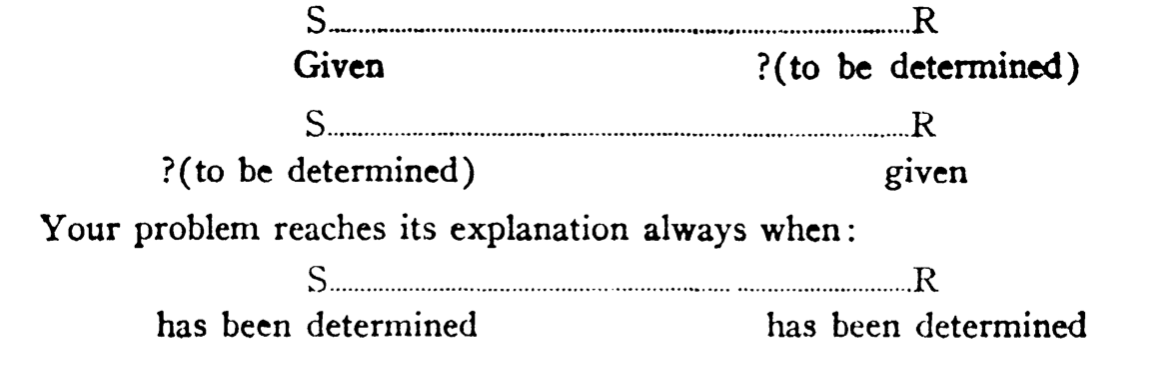 S........................................................................R
Given ?(to be determined)
S........................................................................R
?(to be determined) given
Your problem reaches its explanation always when:
S........................................................................R
has been determined has been determined